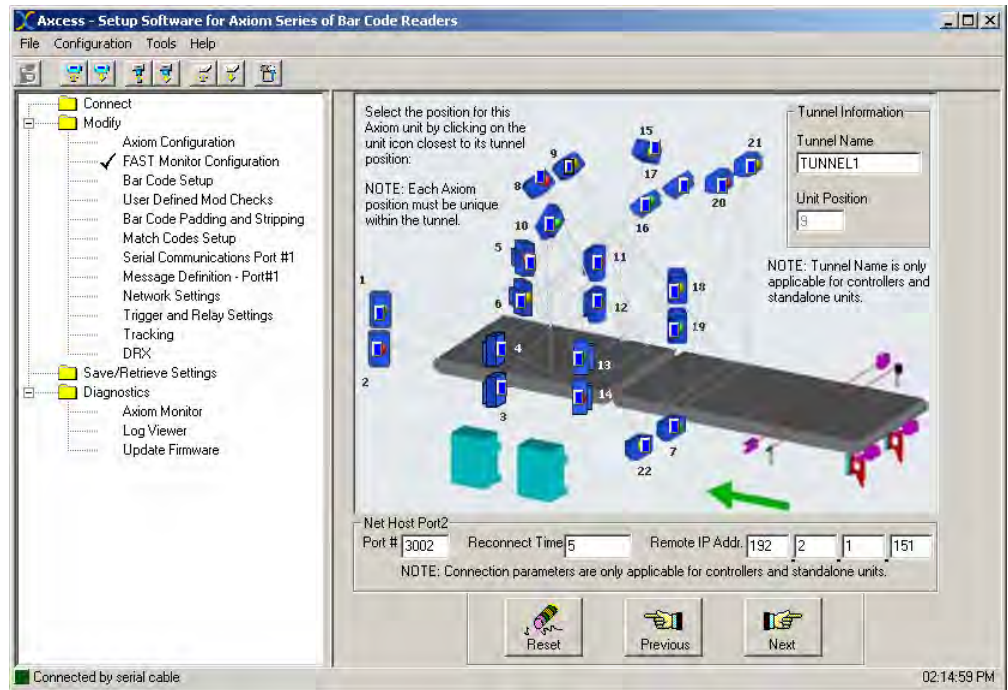 Axcess - Setup Software for Axiom Series of Bar Code Readers
File Configuration Tools Help
Connect
Modify
Axiom Configuration
FAST Monitor Configuration
Bar Code Setup
User Defined Mod Checks
Bar Code Padding and Stripping
Match Codes Setup
Serial Communications Port #1
Message Definition - Port#1
Network Settings
Trigger and Relay Settings
Tracking
DRX
Save/Retrieve Settings
Diagnostics
Axiom Monitor
Log Viewer
Update Firmware
Select the position for this
Axiom unit by clicking on the
unit icon closest to its tunnel
position:
NOTE: Each Axiom
position must be unique
within the tunnel.
Tunnel Information
Tunnel Name
TUNNEL1
Unit Position
9
NOTE: Tunnel Name is only
applicable for controllers and
standalone units.
15
21
9
17
8
20
10
16
5
11
1
18
6
12
19
4
13
2
14
3
7
22
Net Host Port2
Port # 3002 Reconnect Time 5 Remote IP Addr. 192 . 2 . 1 . 151
NOTE: Connection parameters are only applicable for controllers and standalone units.
Reset
Previous
Next
Connected by serial cable
02:14:59 PM